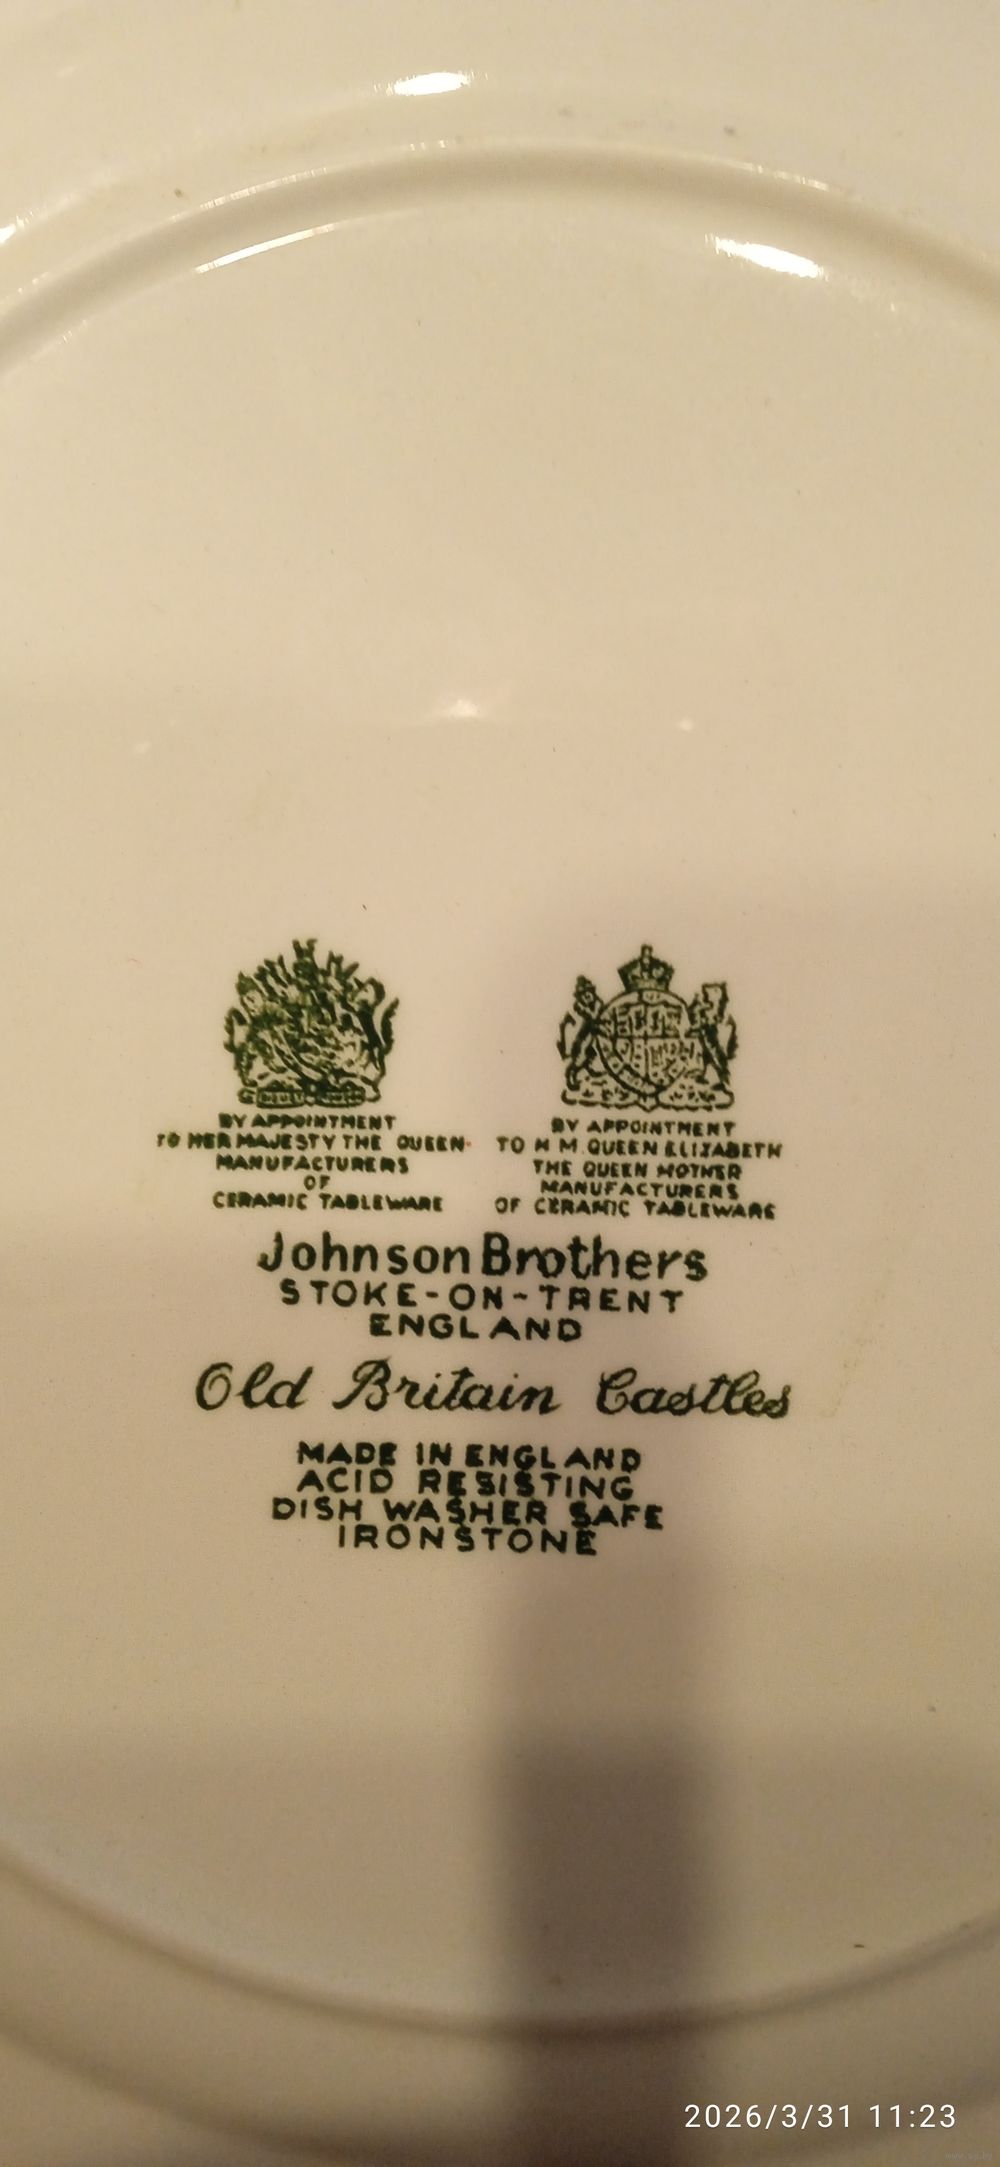 BY APPOINTMENT
TO HER MAJESTY THE QUEEN
MANUFACTURERS
OF
CERAMIC TABLEWARE
BY APPOINTMENT
TO H M. QUEEN ELIZABETH
THE QUEEN MOTHER
MANUFACTURERS
OF CERAMIC TABLEWARE
Johnson Brothers
STOKE-ON-TRENT
ENGLAND
Old Britain Castles
MADE IN ENGLAND
ACID RESISTING
DISH WASHER SAFE
IRONSTONE
2026/3/31 11:23